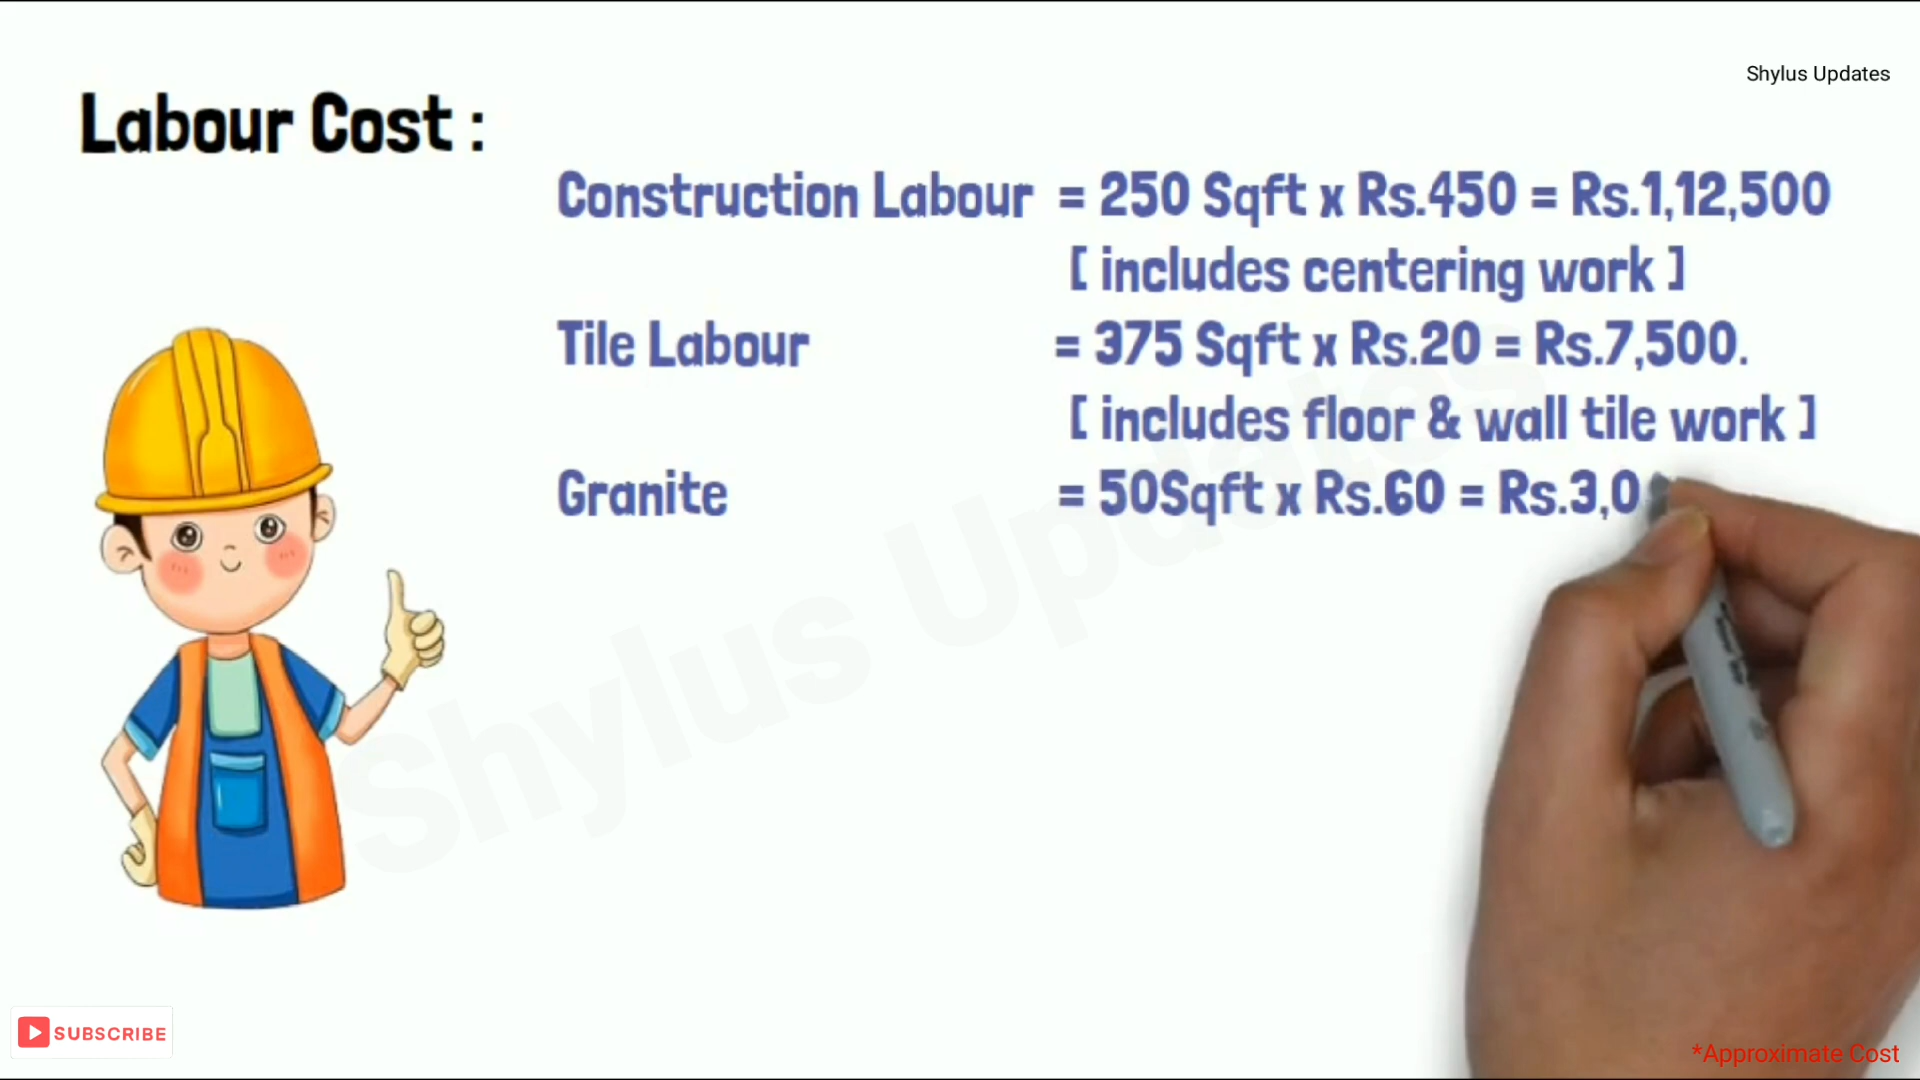 Shylus Updates
Labour Cost :
Construction Labour = 250 Sqft x Rs.450 = Rs.1,12,500
[ includes centering work ]
Tile Labour = 375 Sqft x Rs.20 = Rs.7,500.
[ includes floor & wall tile work ]
Granite = 50Sqft x Rs.60 = Rs.3,0
Shylus Updates
SUBSCRIBE
*Approximate Cost